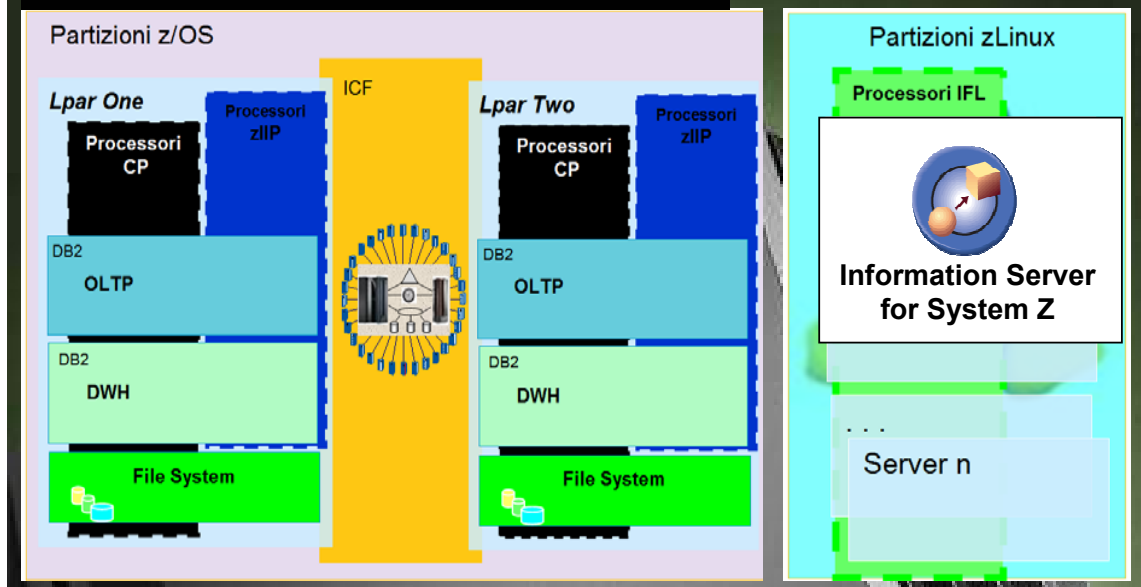 Partizioni z/OS
Lpar One
Processori
CP
Processori
zIIP
DB2
OLTP
DB2
DWH
File System
ICF
Lpar Two
Processori
CP
Processori
zIIP
DB2
OLTP
DB2
DWH
File System
Partizioni zLinux
Processori IFL
Information Server
for System Z
. . .
Server n